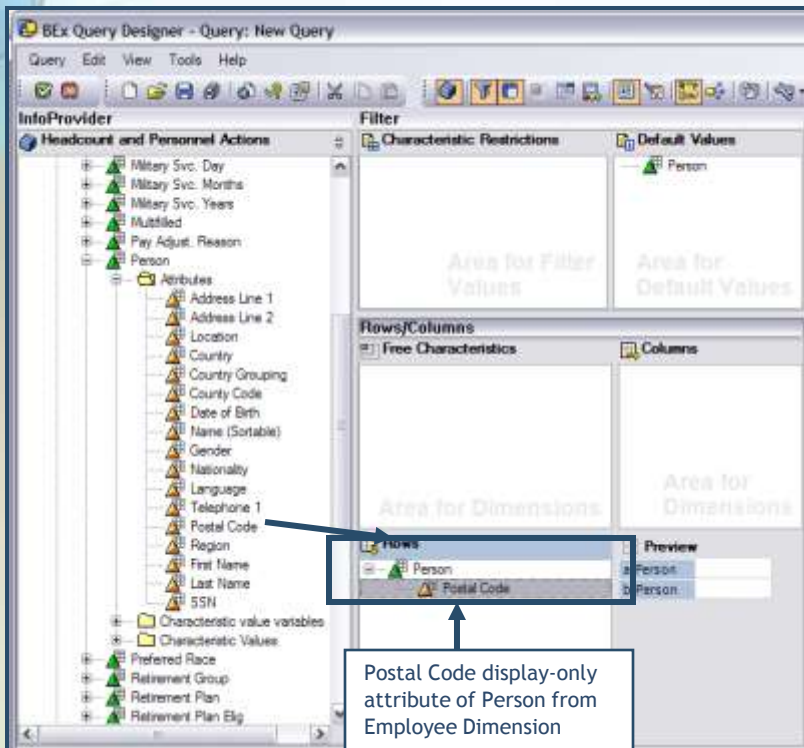 BEx Query Designer - Query: New Query
Query Edit View Tools Help
InfoProvider
Headcount and Personnel Actions
Military Svc. Day
Military Svc. Months
Military Svc. Years
Multifilled
Pay Adjust. Reason
Person
Attributes
Address Line 1
Address Line 2
Location
Country
Country Grouping
County Code
Date of Birth
Name (Sortable)
Gender
Nationality
Language
Telephone 1
Postal Code
Region
First Name
Last Name
SSN
Characteristic value variables
Characteristic Values
Preferred Race
Retirement Group
Retirement Plan
Retirement Plan Elig
Filter
Characteristic Restrictions
Area for Filter
Values
Default Values
Person
Area for
Default Values
Rows/Columns
Free Characteristics
Area for Dimensions
Columns
Area for
Dimensions
Rows
Person
Postal Code
Preview
a Person
b Person
Postal Code display-only
attribute of Person from
Employee Dimension